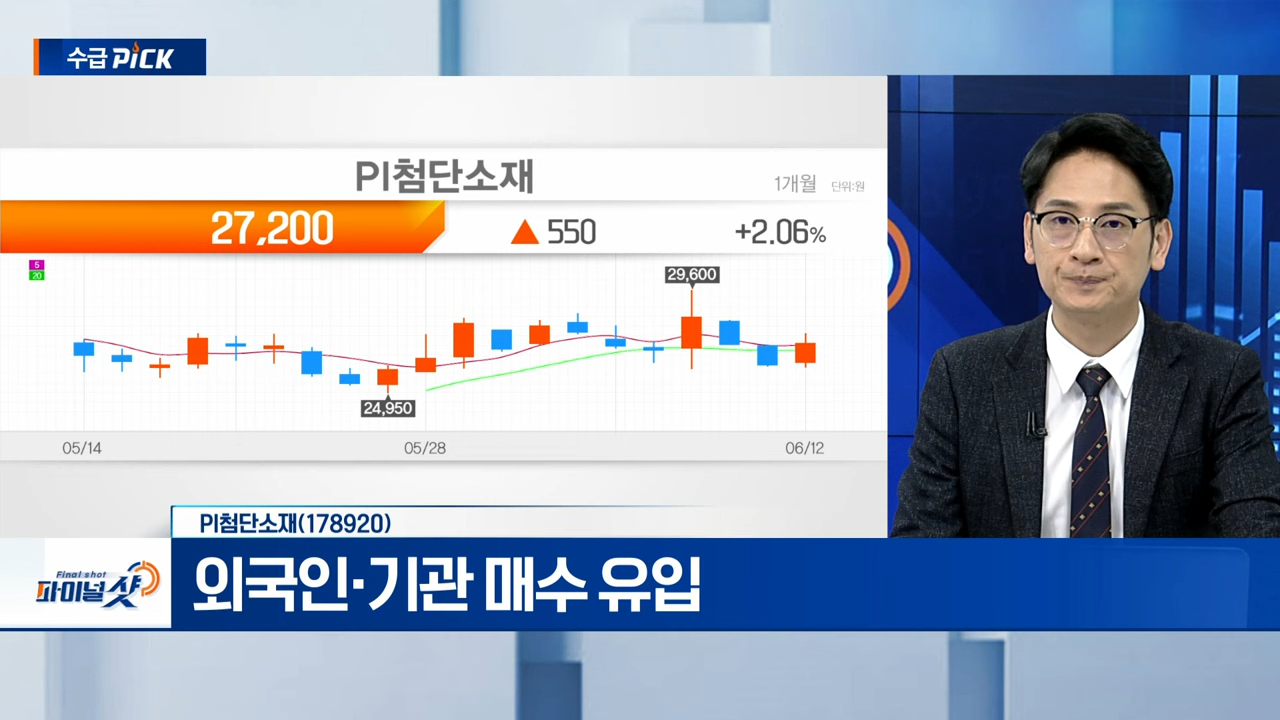 수급 PiCK
PI첨단소재
1개월 단위:원
27,200 ▲ 550 +2.06%
5
20
29,600
24,950
05/14 05/28 06/12
PI첨단소재(178920)
Final shot
파이널샷
외국인·기관 매수 유입